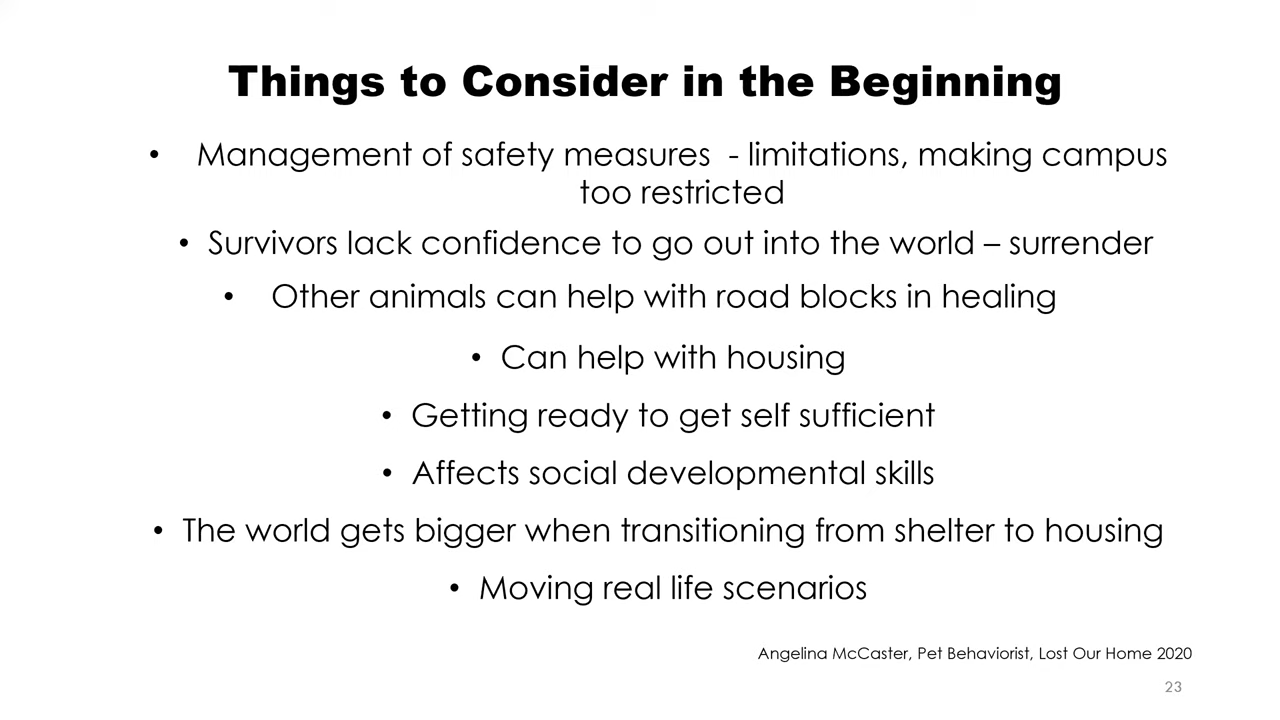 Things to Consider in the Beginning
• Management of safety measures - limitations, making campus
too restricted
• Survivors lack confidence to go out into the world – surrender
• Other animals can help with road blocks in healing
• Can help with housing
• Getting ready to get self sufficient
• Affects social developmental skills
• The world gets bigger when transitioning from shelter to housing
• Moving real life scenarios
Angelina McCaster, Pet Behaviorist, Lost Our Home 2020
23